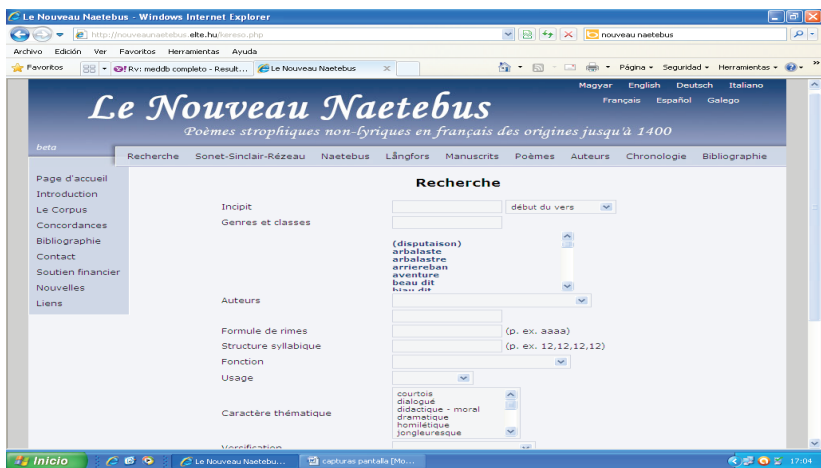 Le Nouveau Naetebus - Windows Internet Explorer
http://nouveaunaetebus.elte.hu/kereso.php
nouveau naetebus
Archivo Edición Ver Favoritos Herramientas Ayuda
Favoritos Rv: meddb completo - Result... Le Nouveau Naetebus Página Seguridad Herramientas
Magyar English Deutsch Italiano
Français Español Galego
Le Nouveau Naetebus
Poèmes strophiques non-lyriques en français des origines jusqu'à 1400
beta
Recherche Sonet-Sinclair-Rézeau Naetebus Långfors Manuscrits Poèmes Auteurs Chronologie Bibliographie
Page d'accueil
Introduction
Le Corpus
Concordances
Bibliographie
Contact
Soutien financier
Nouvelles
Liens
Recherche
Incipit début du vers
Genres et classes
(disputaison)
arbalaste
arbalastre
arriereban
aventure
beau dit
biau dit
Auteurs
Formule de rimes (p. ex. aaaa)
Structure syllabique (p. ex. 12,12,12,12)
Fonction
Usage
Caractère thématique
courtois
dialogué
didactique - moral
dramatique
homilétique
jongleuresque
Versification
Inicio Le Nouveau Naetebu... capturas pantalla [Mo... 17:04